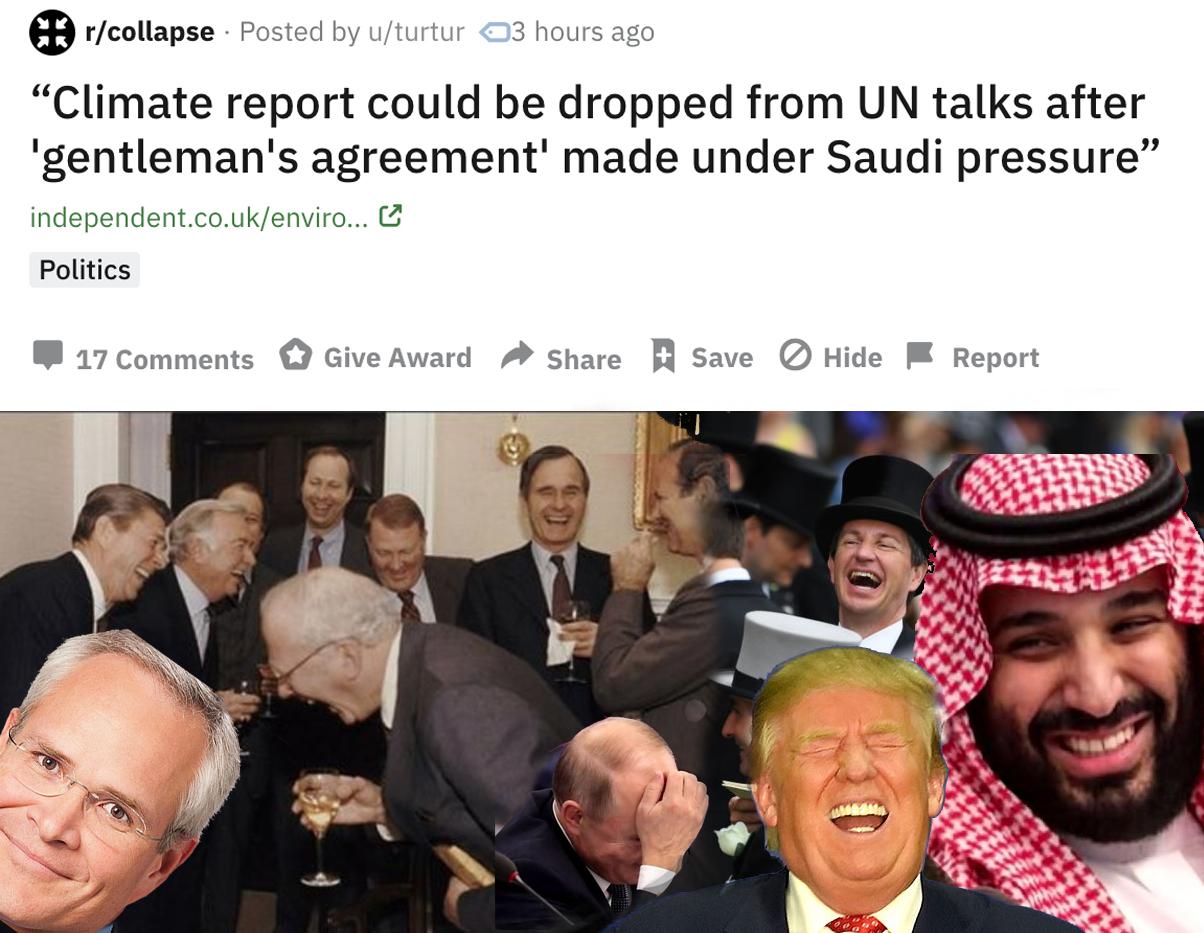 r/collapse · Posted by u/turtur 3 hours ago
“Climate report could be dropped from UN talks after
'gentleman's agreement' made under Saudi pressure”
independent.co.uk/enviro...
Politics
17 Comments Give Award Share Save Hide Report